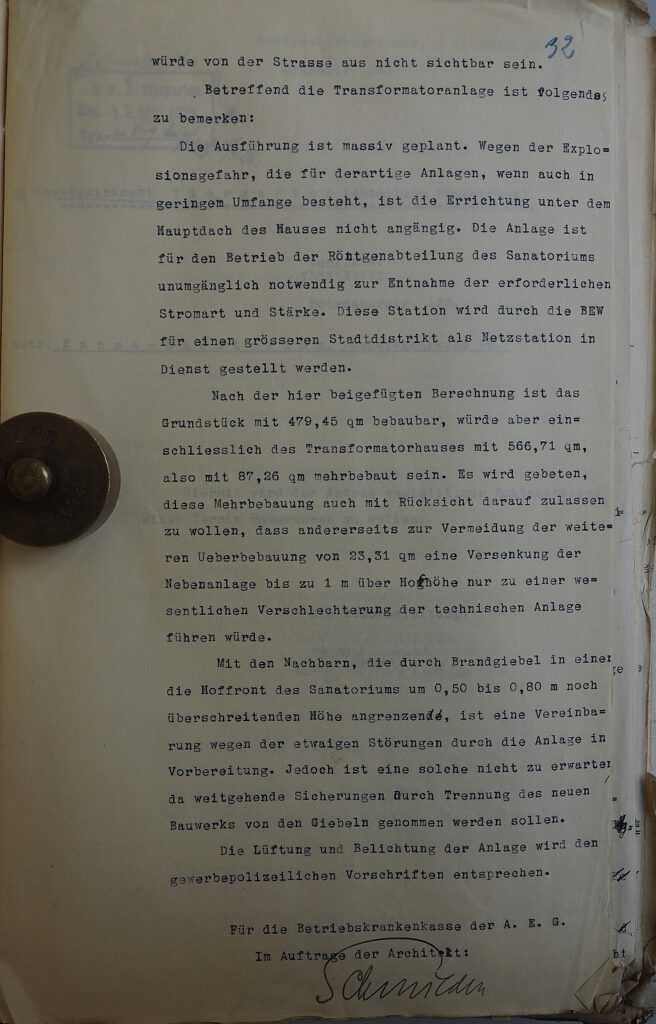 32
würde von der Strasse aus nicht sichtbar sein.
Betreffend die Transformatoranlage ist folgendes
zu bemerken:
Die Ausführung ist massiv geplant. Wegen der Explo=
sionsgefahr, die für derartige Anlagen, wenn auch in
geringem Umfange besteht, ist die Errichtung unter dem
Hauptdach des Hauses nicht angängig. Die Anlage ist
für den Betrieb der Röntgenabteilung des Sanatoriums
unumgänglich notwendig zur Entnahme der erforderlichen
Stromart und Stärke. Diese Station wird durch die BEW
für einen grösseren Stadtdistrikt als Netzstation in
Dienst gestellt werden.
Nach der hier beigefügten Berechnung ist das
Grundstück mit 479,45 qm bebaubar, würde aber ein=
schliesslich des Transformatorhauses mit 566,71 qm,
also mit 87,26 qm mehrbebaut sein. Es wird gebeten,
diese Mehrbebauung auch mit Rücksicht darauf zulassen
zu wollen, dass andererseits zur Vermeidung der weite=
ren Ueberbebauung von 23,31 qm eine Versenkung der
Nebenanlage bis zu 1 m über Hofhöhe nur zu einer we=
sentlichen Verschlechterung der technischen Anlage
führen würde.
Mit den Nachbarn, die durch Brandgiebel in einer
die Hoffront des Sanatoriums um 0,50 bis 0,80 m noch
überschreitenden Höhe angrenzen, ist eine Vereinba=
rung wegen der etwaigen Störungen durch die Anlage in
Vorbereitung. Jedoch ist eine solche nicht zu erwarten
da weitgehende Sicherungen durch Trennung des neuen
Bauwerks von den Giebeln genommen werden sollen.
Die Lüftung und Belichtung der Anlage wird den
gewerbepolizeilichen Vorschriften entsprechen.
Für die Betriebskrankenkasse der A. E. G.
Im Auftrage der Architekt: